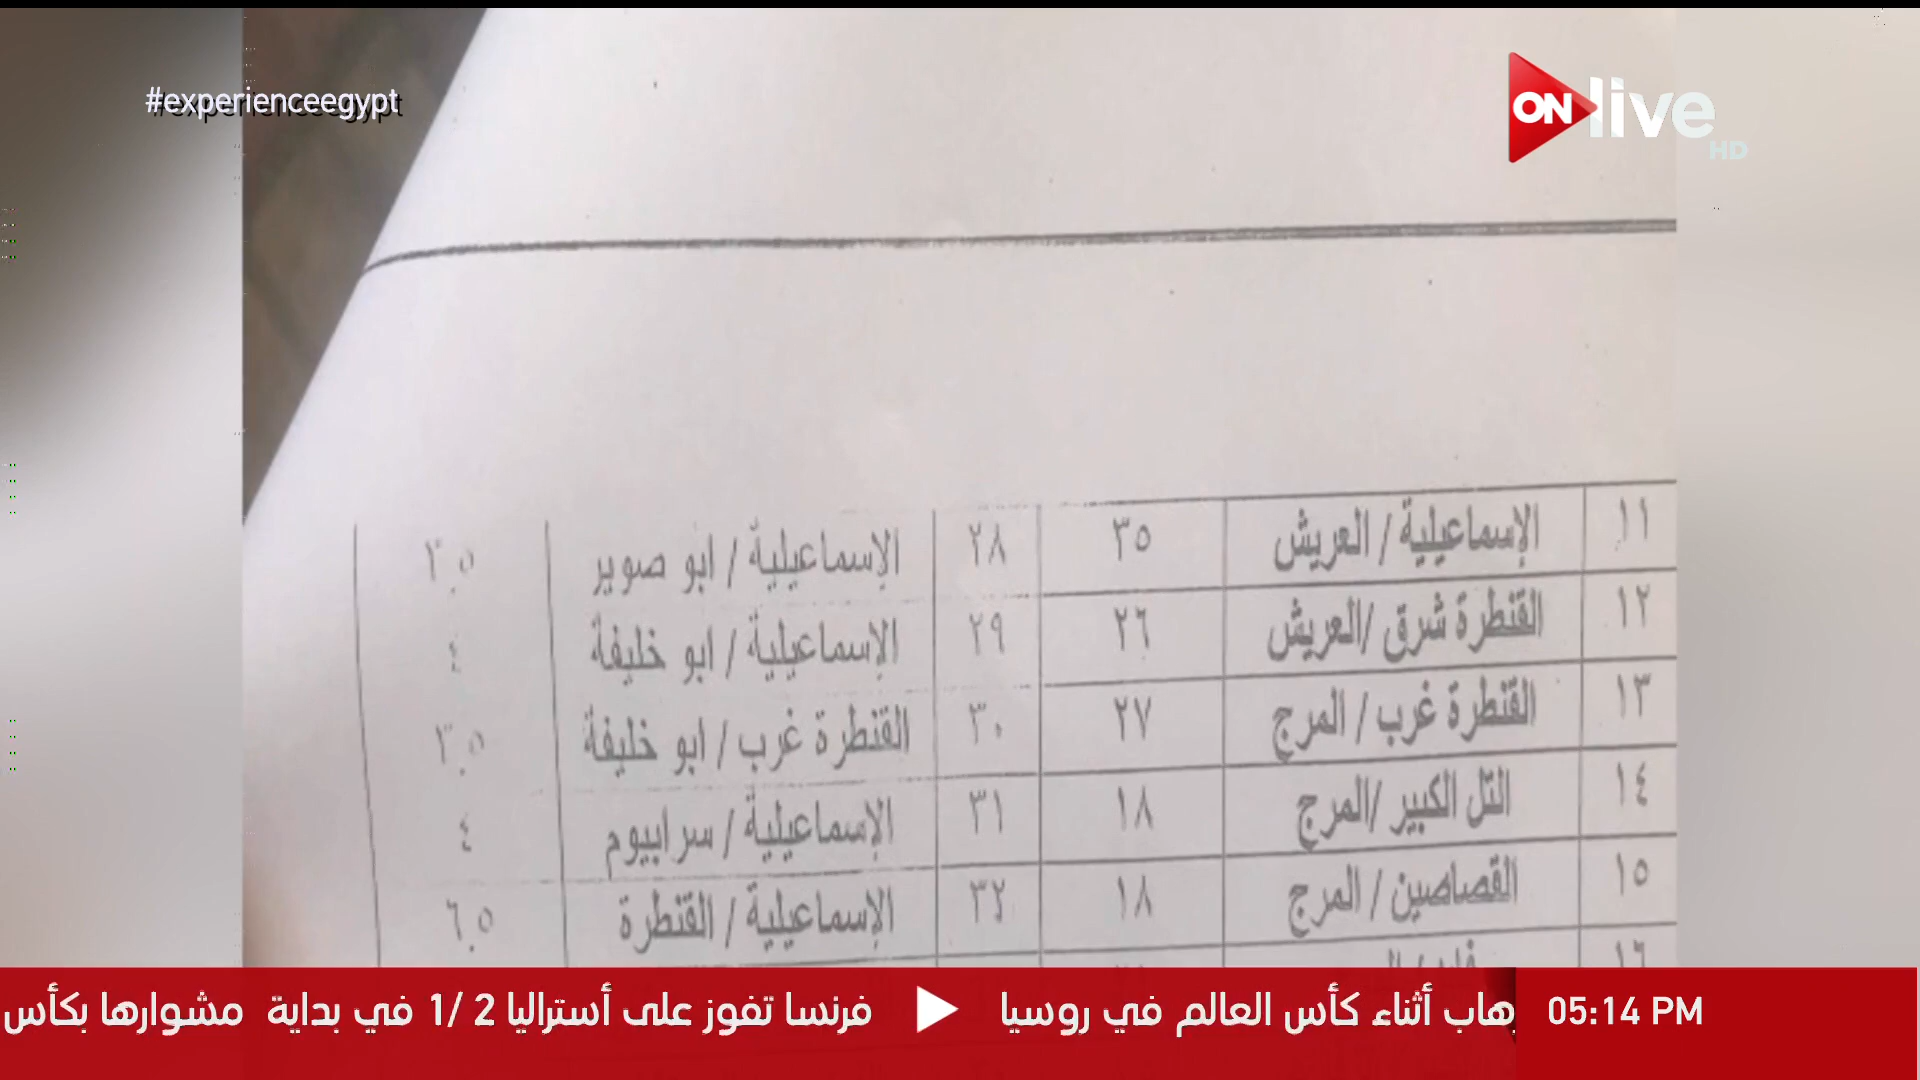 #experienceegypt
ON live
HD
١١ الإسماعيلية / العريش ٣٥ ٢٨ الإسماعيلية / ابو صوير ٣.٥
١٢ القنطرة شرق /العريش ٢٦ ٢٩ الإسماعيلية / ابو خليفة ٤
١٣ القنطرة غرب / المرج ٢٧ ٣٠ القنطرة غرب / ابو خليفة ٣.٥
١٤ التل الكبير /المرج ١٨ ٣١ الإسماعيلية / سرابيوم ٤
١٥ القصاصين / المرج ١٨ ٣٢ الإسماعيلية / القنطرة ٦.٥
١٦
هاب أثناء كأس العالم في روسيا
فرنسا تفوز على أستراليا 2 /1 في بداية مشوارها بكأس
05:14 PM